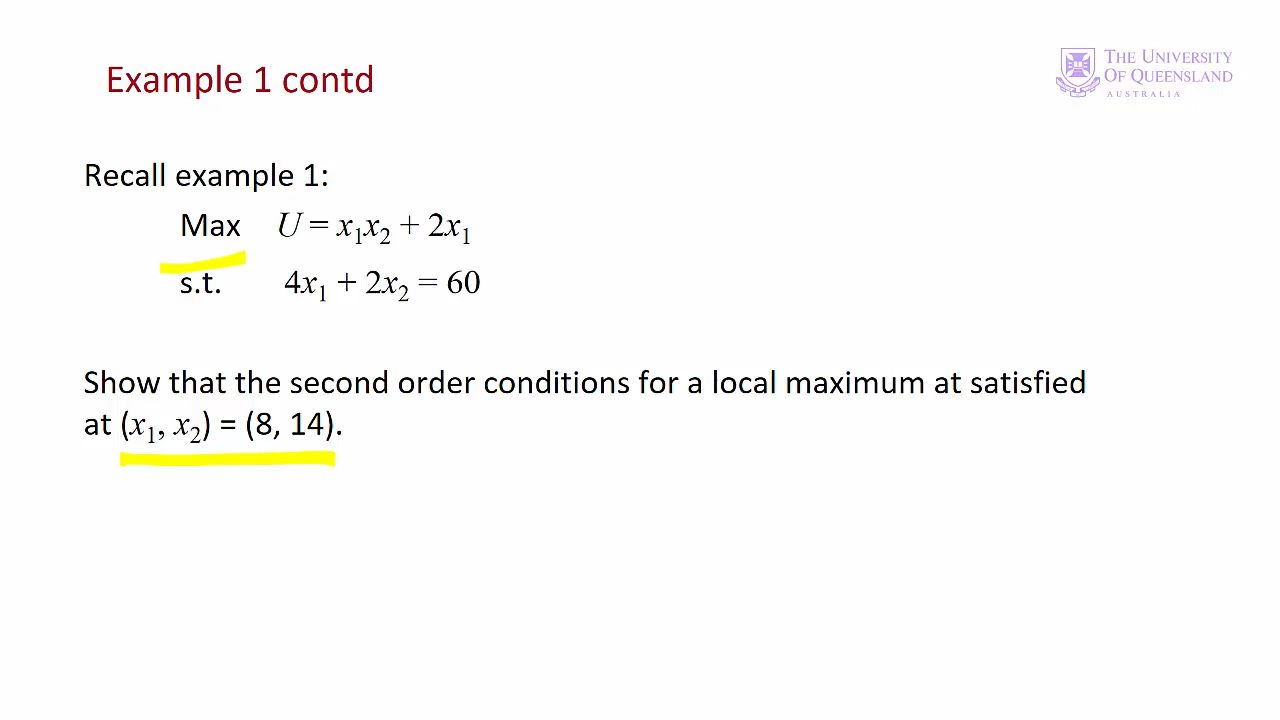 Example 1 contd
THE UNIVERSITY
OF QUEENSLAND
AUSTRALIA
Recall example 1:
Max U = x₁x₂ + 2x₁
s.t. 4x₁ + 2x₂ = 60
Show that the second order conditions for a local maximum at satisfied
at (x₁, x₂) = (8, 14).